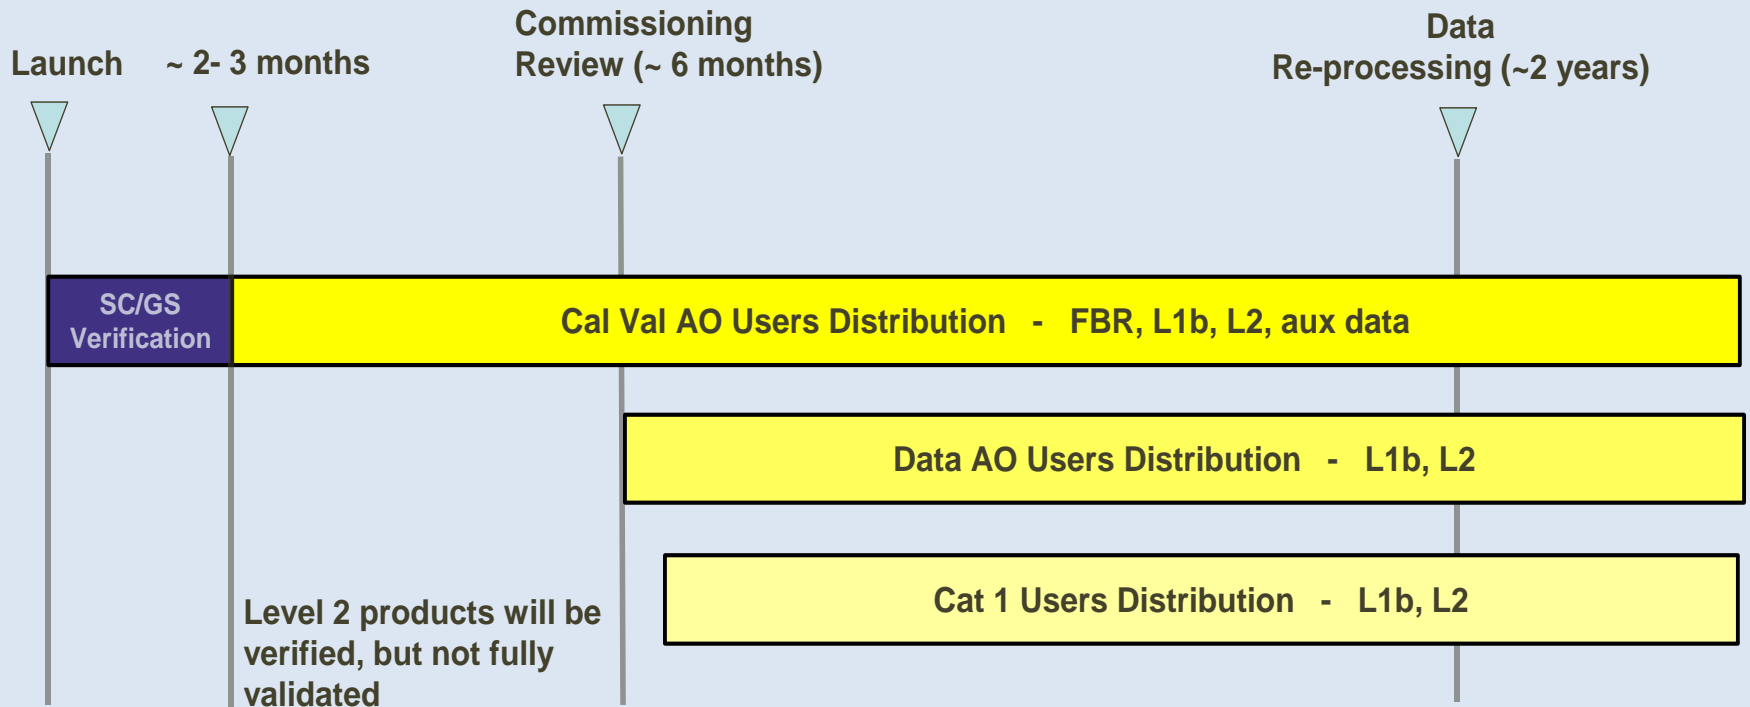 Launch
~ 2- 3 months
Commissioning
Review (~ 6 months)
Data
Re-processing (~2 years)
SC/GS
Verification
Cal Val AO Users Distribution - FBR, L1b, L2, aux data
Data AO Users Distribution - L1b, L2
Cat 1 Users Distribution - L1b, L2
Level 2 products will be
verified, but not fully
validated